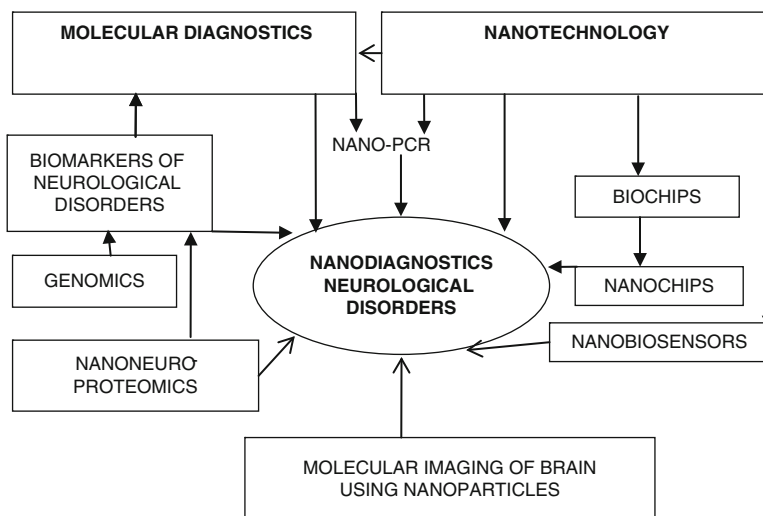 MOLECULAR DIAGNOSTICS
NANOTECHNOLOGY
NANO-PCR
BIOMARKERS OF
NEUROLOGICAL
DISORDERS
BIOCHIPS
GENOMICS
NANODIAGNOSTICS
NEUROLOGICAL
DISORDERS
NANOCHIPS
NANOBIOSENSORS
NANONEURO-
PROTEOMICS
MOLECULAR IMAGING OF BRAIN
USING NANOPARTICLES